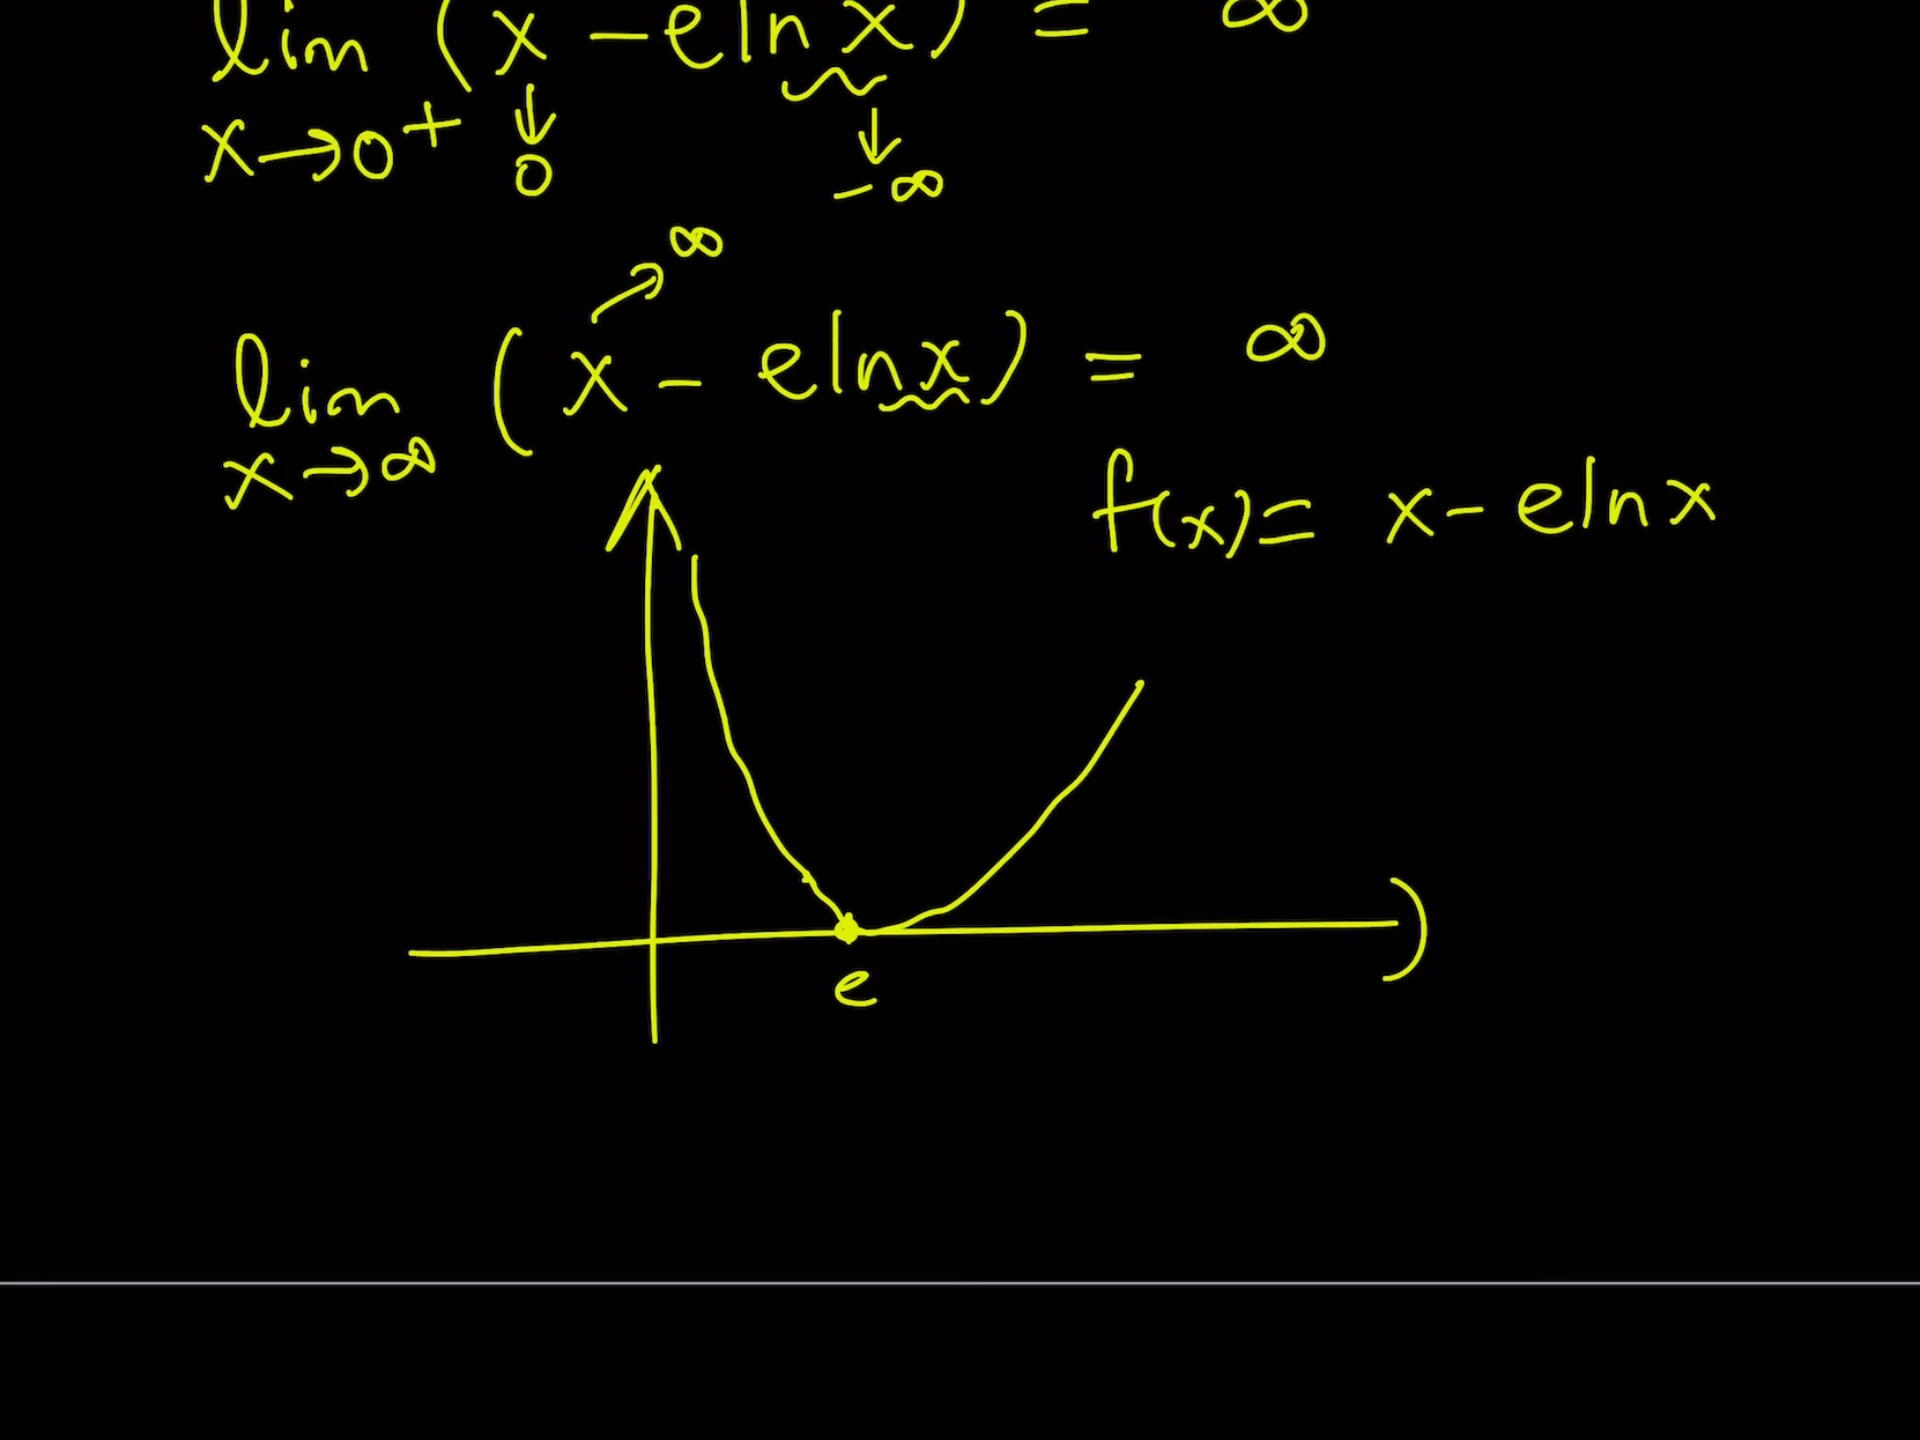 lim (x - e ln x) = ∞
x → 0⁺ ↓ ↓
0 - ∞
∞
lim (x - e ln x) = ∞
x → ∞
f(x) = x - e ln x
e